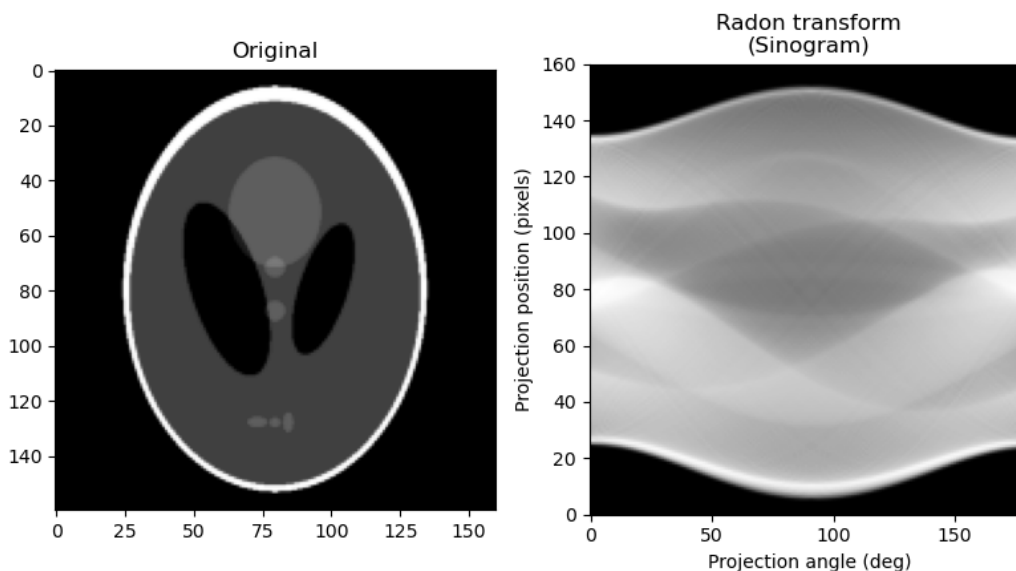 Original
0
20
40
60
80
100
120
140
0 25 50 75 100 125 150
Radon transform
(Sinogram)
Projection position (pixels)
160
140
120
100
80
60
40
20
0
0 50 100 150
Projection angle (deg)